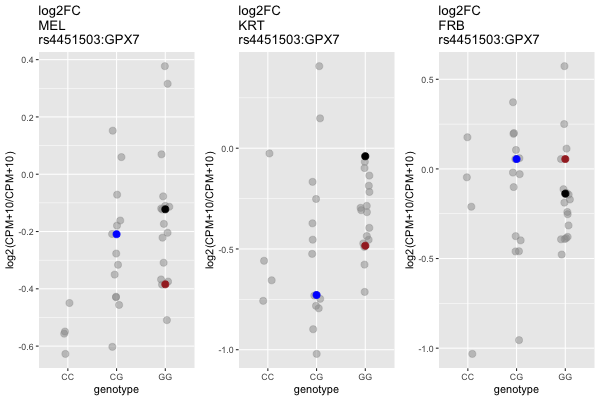 log2FC
MEL
rs4451503:GPX7
log2(CPM+10/CPM+10 )
0.4
0.2
0.0
-0.2
-0.4
-0.6
CC CG GG
genotype
log2FC
KRT
rs4451503:GPX7
log2(CPM+10/CPM+10 )
0.0
-0.5
-1.0
CC CG GG
genotype
log2FC
FRB
rs4451503:GPX7
log2(CPM+10/CPM+10 )
0.5
0.0
-0.5
-1.0
CC CG GG
genotype